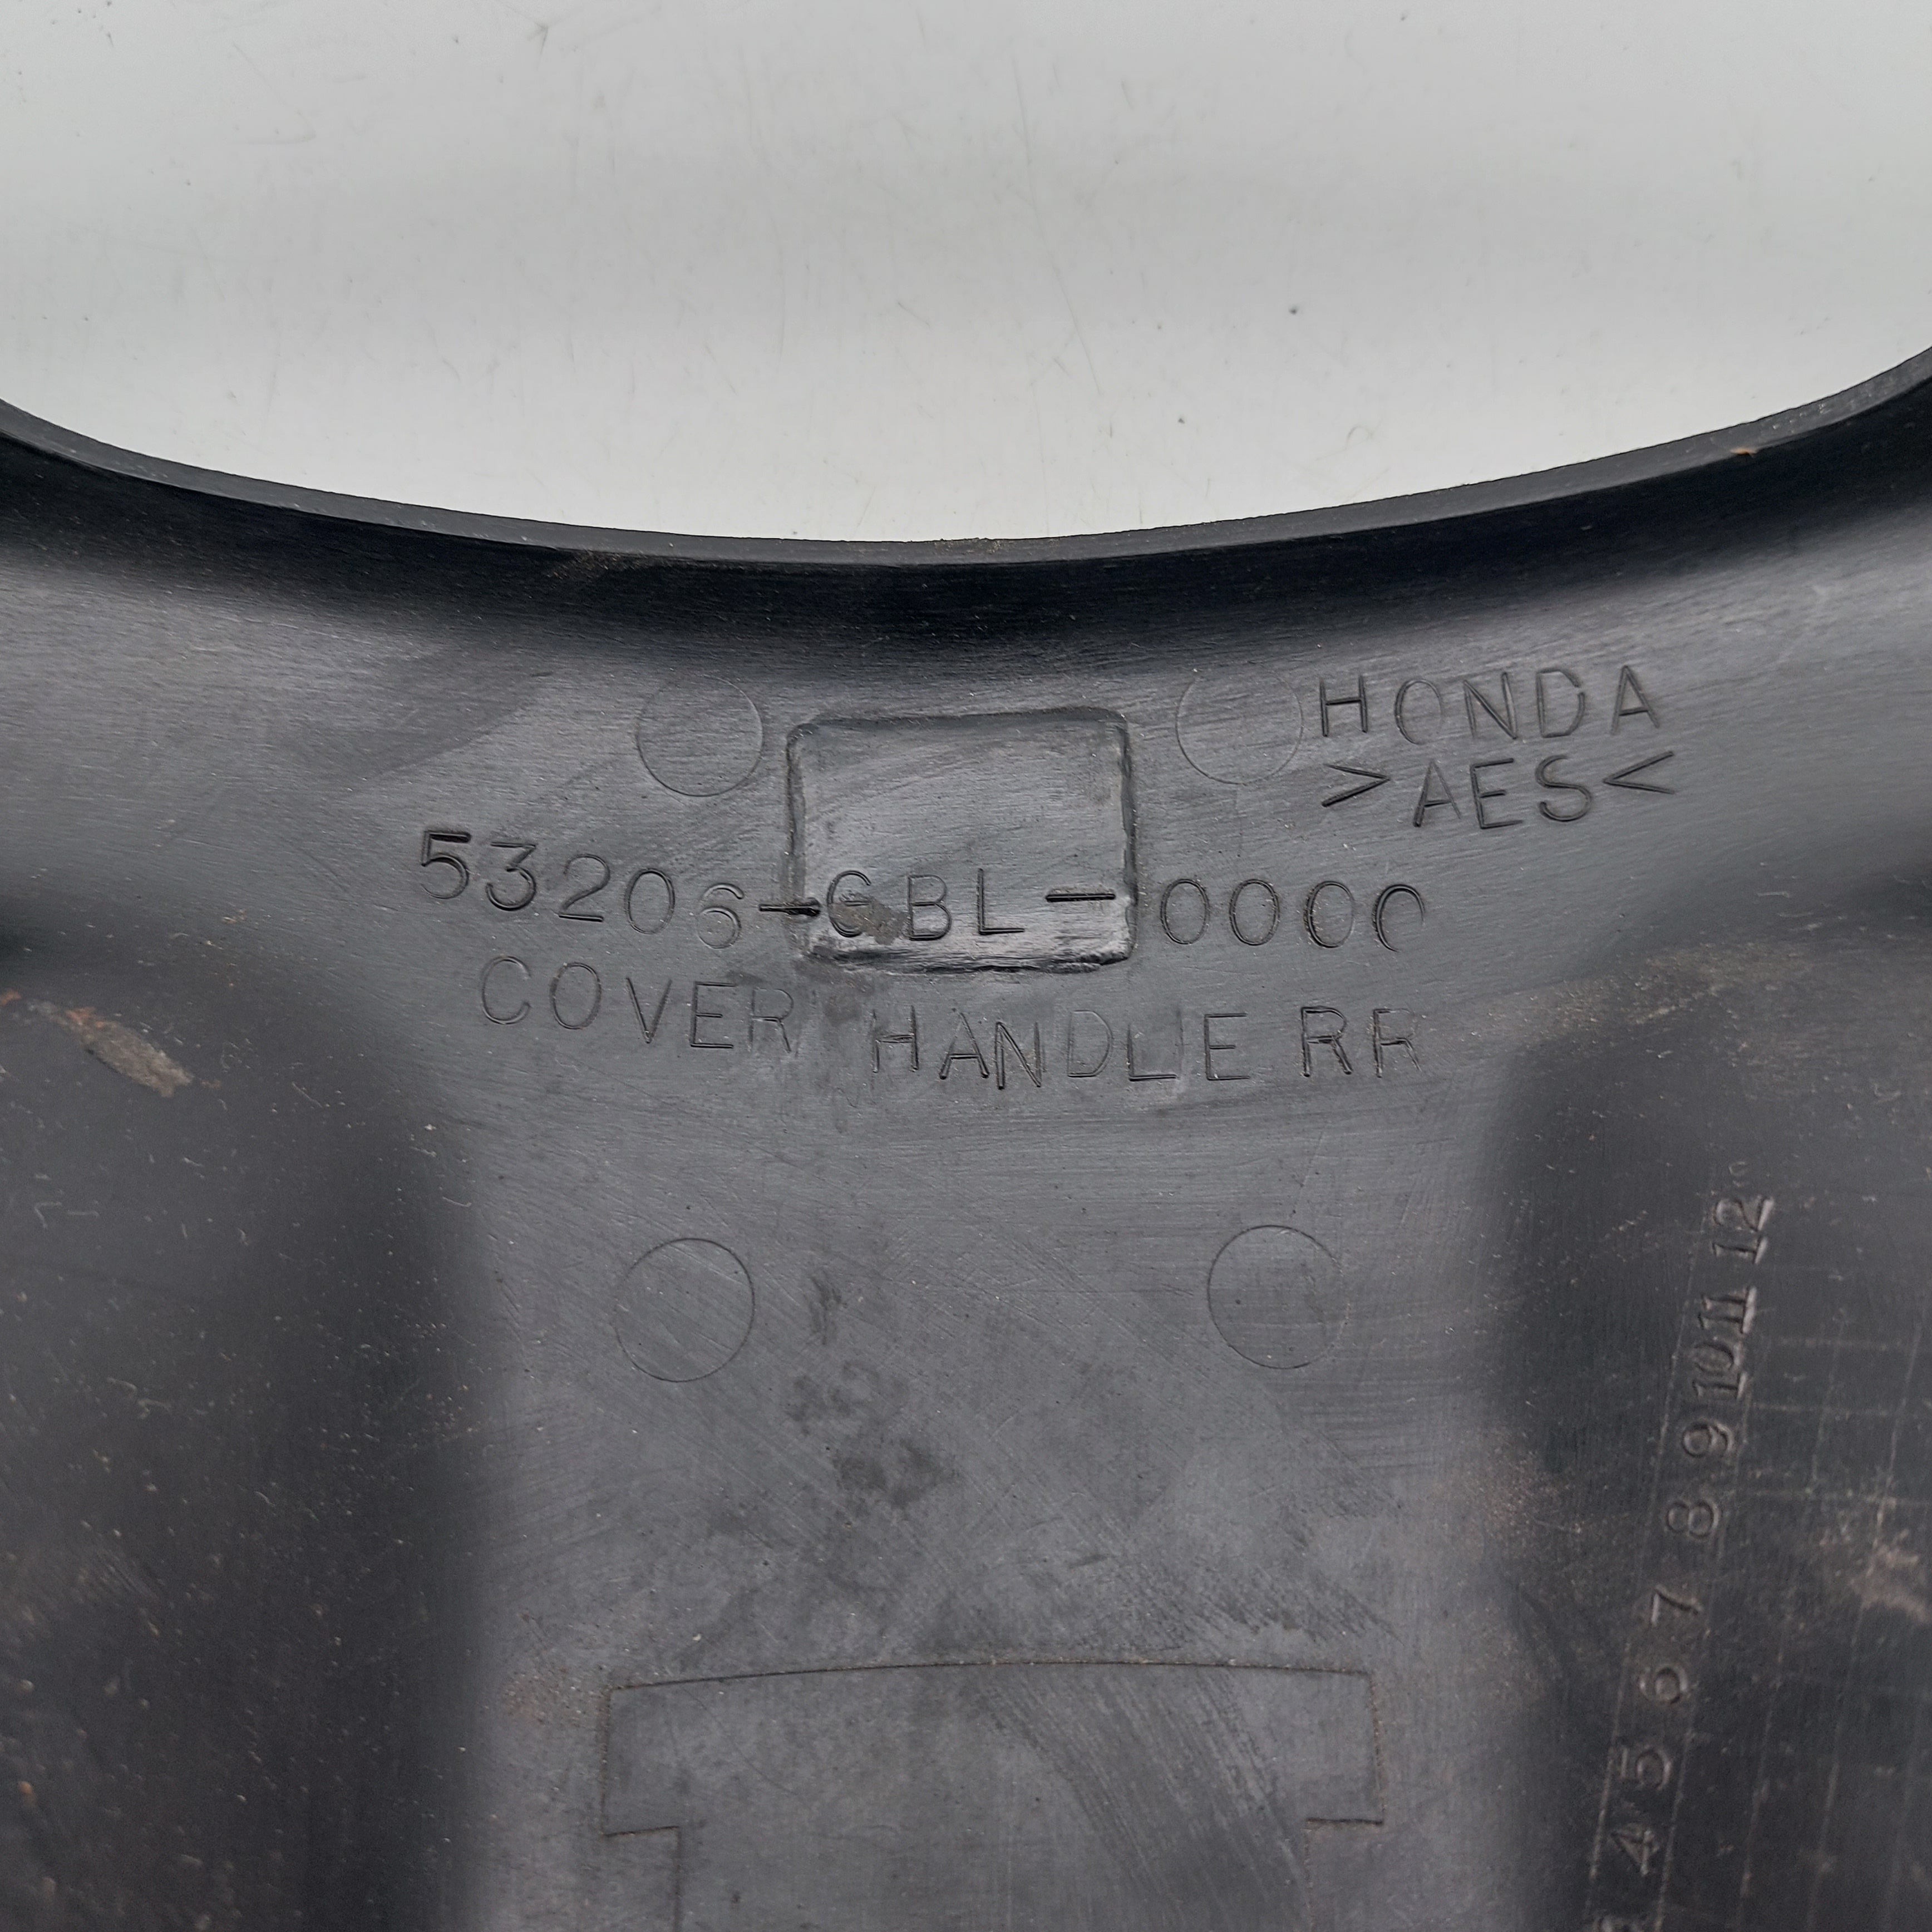 HONDA
>AES<
53206-GBL-0000
COVER HANDLE RR
4 5 6 7 8 9 10 11 12